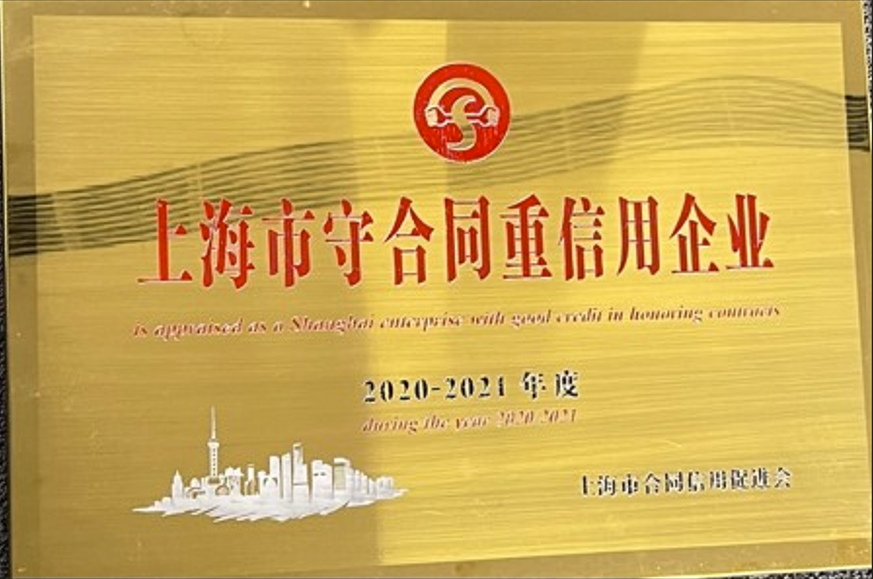 上海市守合同重信用企业
is appraised as a Shanghai enterprise with good credit in honoring contracts
2020-2021 年度
during the year 2020/2021
上海市合同信用促进会